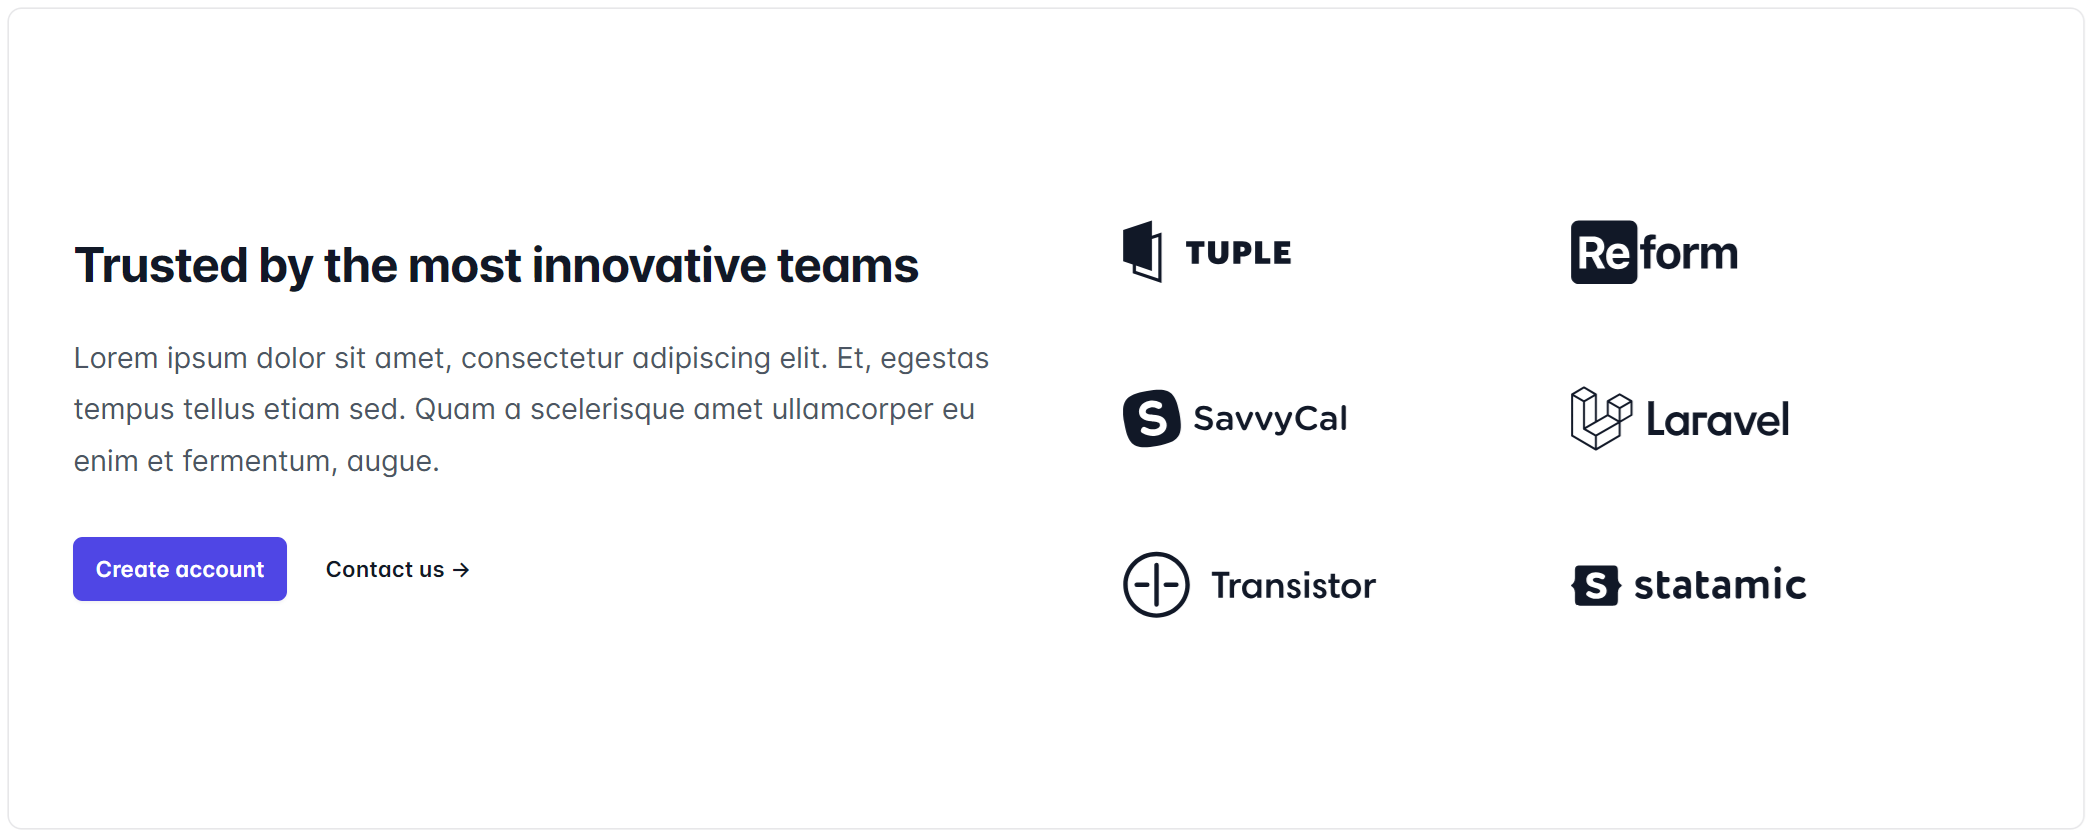 Trusted by the most innovative teams
Lorem ipsum dolor sit amet, consectetur adipiscing elit. Et, egestas
tempus tellus etiam sed. Quam a scelerisque amet ullamcorper eu
enim et fermentum, augue.
Create account
Contact us →
TUPLE
Reform
S SavvyCal
Laravel
Transistor
S statamic